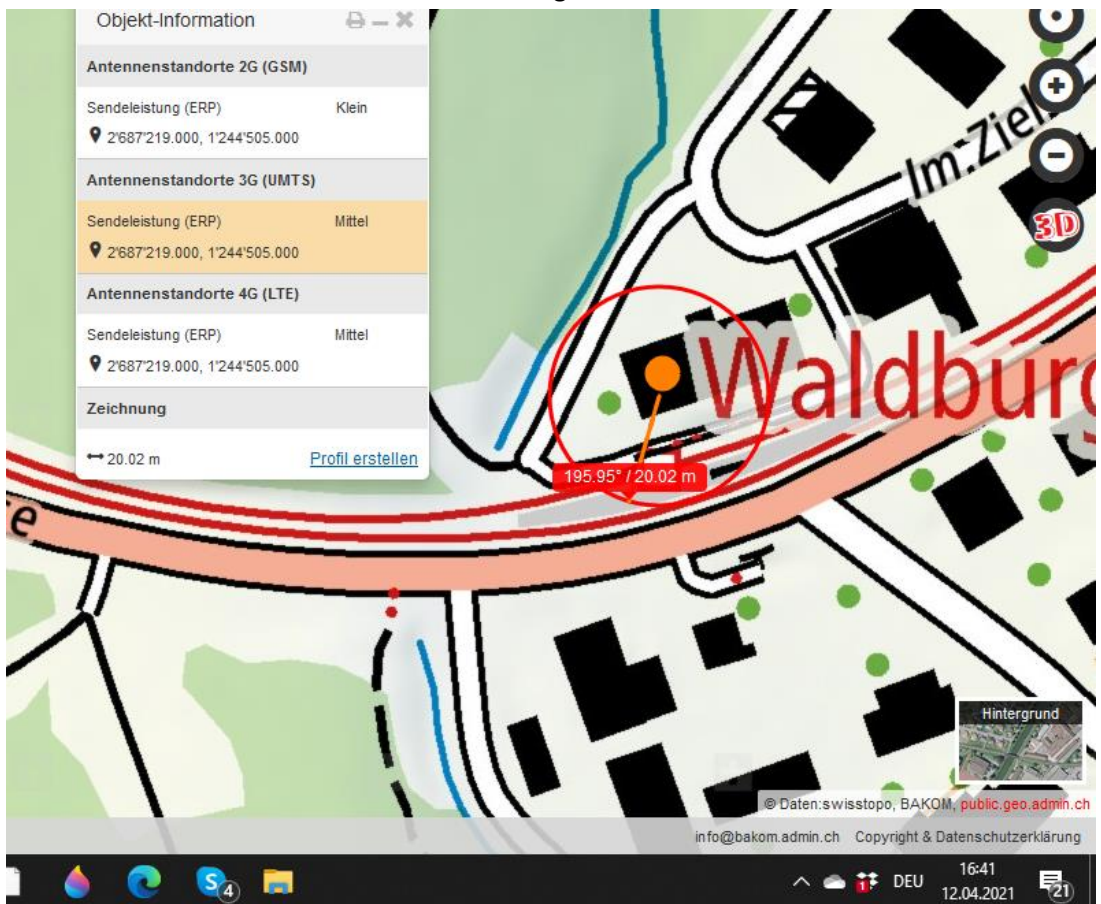 Objekt-Information
Antennenstandorte 2G (GSM)
Sendeleistung (ERP) Klein
2'687'219.000, 1'244'505.000
Antennenstandorte 3G (UMTS)
Sendeleistung (ERP) Mittel
2'687'219.000, 1'244'505.000
Antennenstandorte 4G (LTE)
Sendeleistung (ERP) Mittel
2'687'219.000, 1'244'505.000
Zeichnung
20.02 m Profil erstellen
Im Ziel
3D
Waldburg
195.95° / 20.02 m
e
Hintergrund
© Daten:swisstopo, BAKOM, public.geo.admin.ch
info@bakom.admin.ch Copyright & Datenschutzerklärung
4
1
DEU
16:41
12.04.2021
21